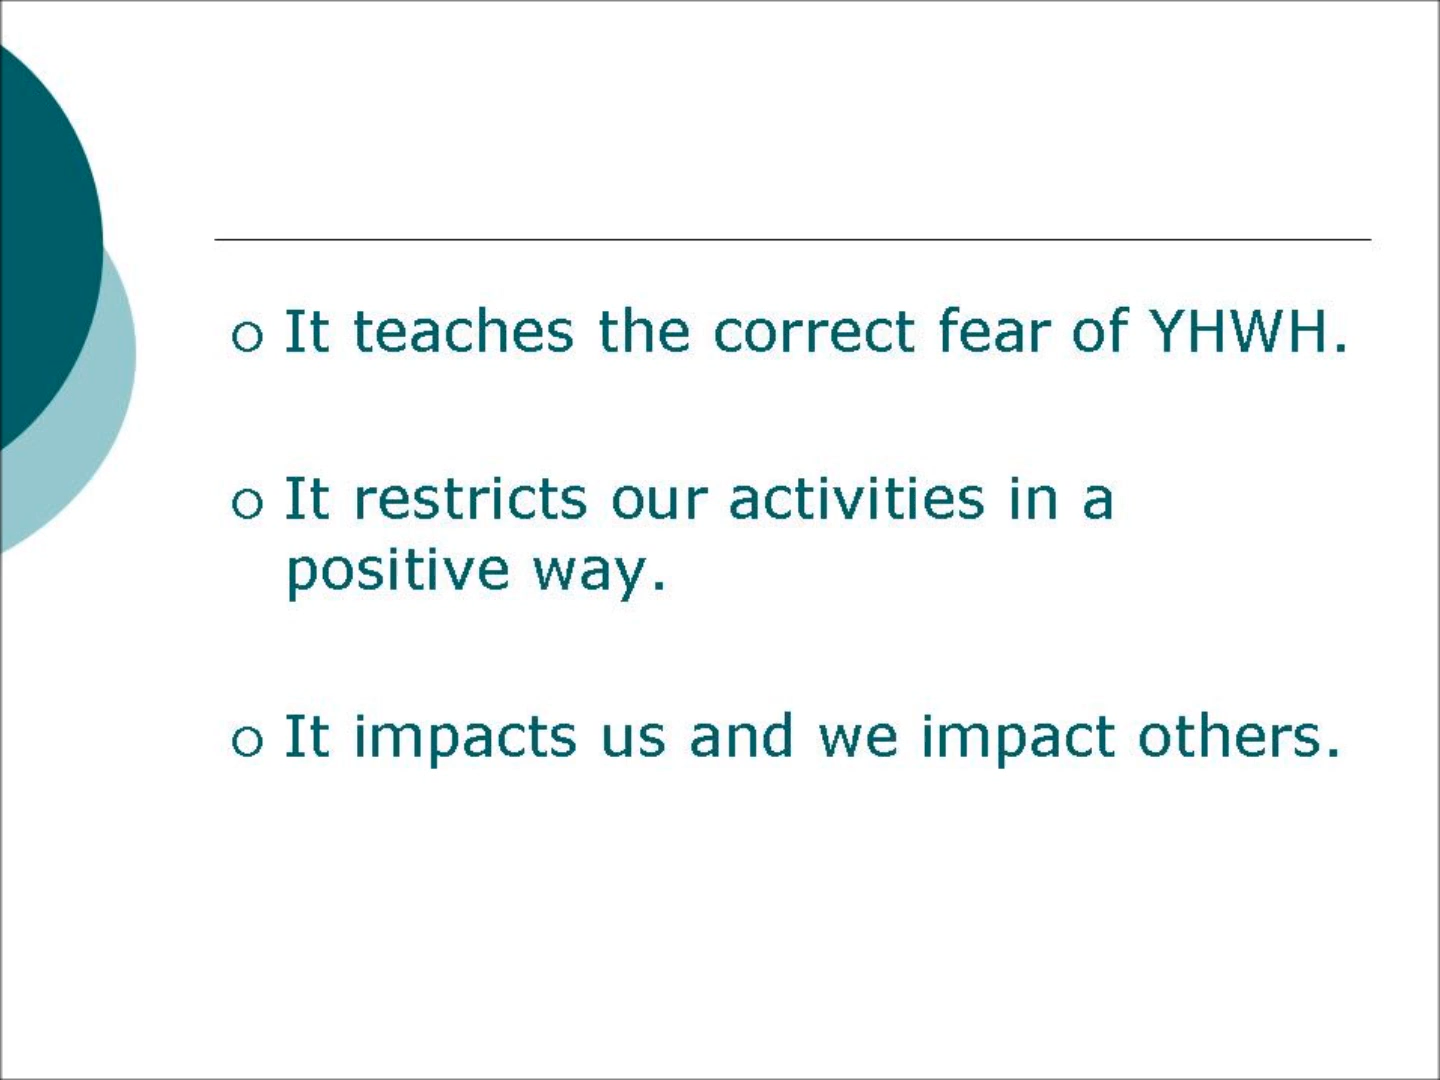 It teaches the correct fear of YHWH.
It restricts our activities in a
positive way.
It impacts us and we impact others.